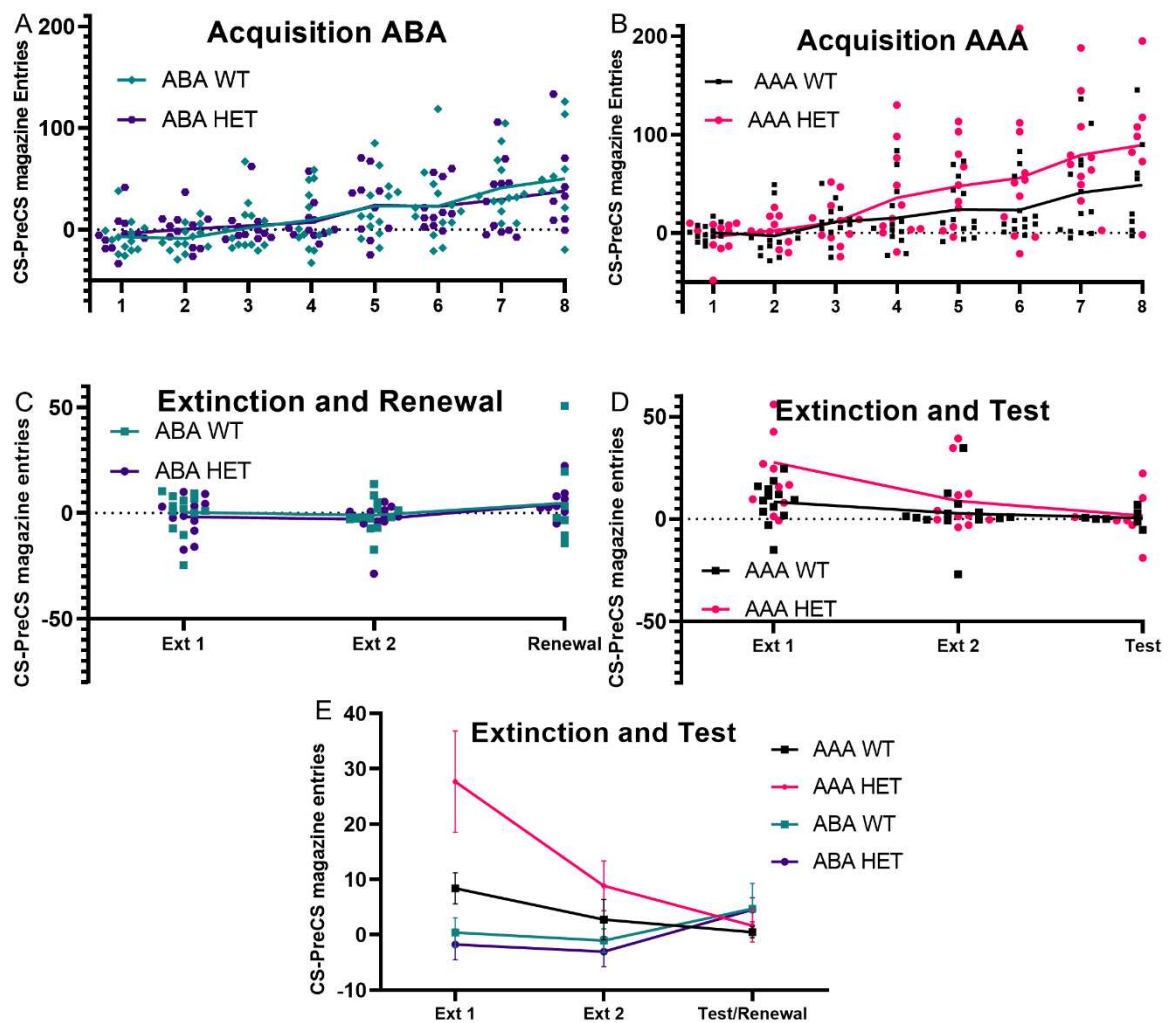 A
Acquisition ABA
CS-PreCS magazine Entries
200
100
0
ABA WT
ABA HET
1 2 3 4 5 6 7 8
B
Acquisition AAA
CS-PreCS magazine Entries
200
100
0
AAA WT
AAA HET
1 2 3 4 5 6 7 8
C
Extinction and Renewal
CS-PreCS magazine entries
50
0
-50
ABA WT
ABA HET
Ext 1 Ext 2 Renewal
D
Extinction and Test
CS-PreCS magazine entries
50
0
-50
AAA WT
AAA HET
Ext 1 Ext 2 Test
E
Extinction and Test
CS-PreCS magazine entries
40
30
20
10
0
-10
AAA WT
AAA HET
ABA WT
ABA HET
Ext 1 Ext 2 Test/Renewal